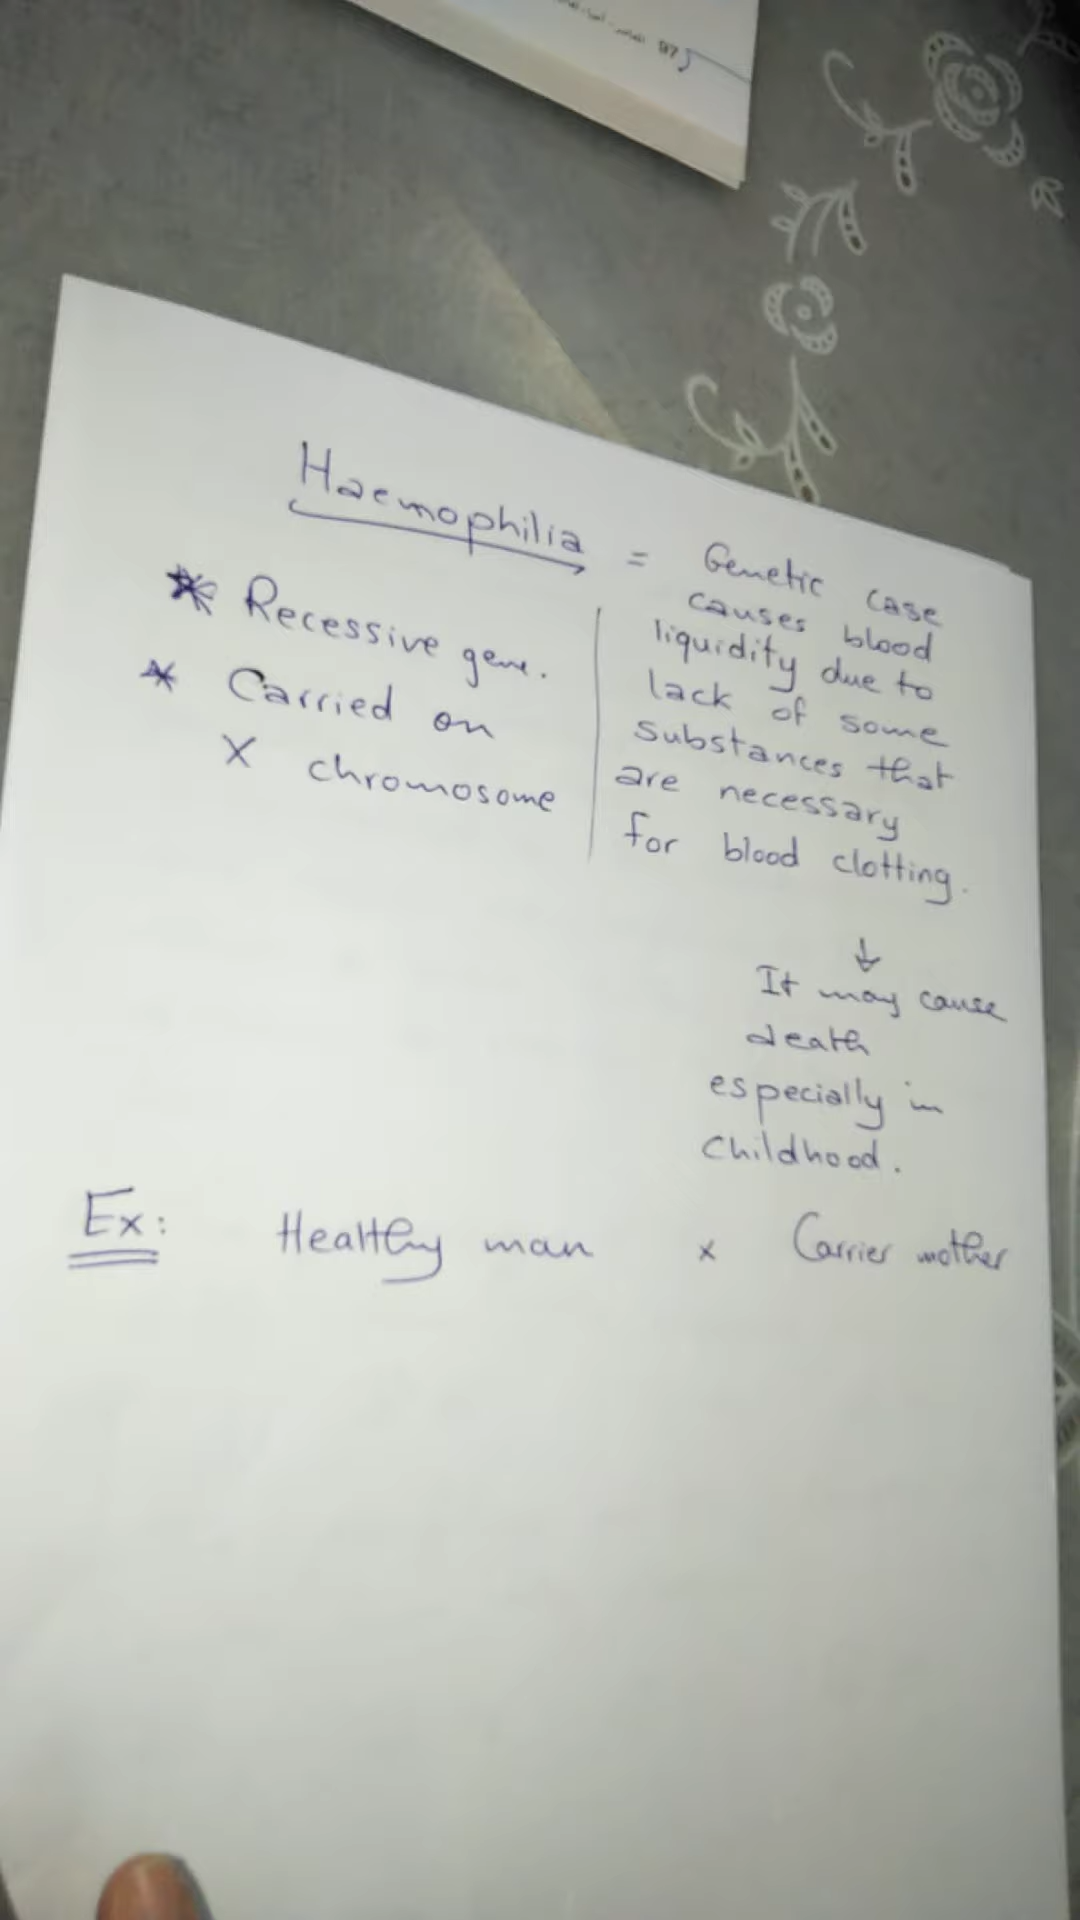 97
Haemophilia = Genetic case
causes blood
liquidity due to
lack of some
substances that
are necessary
for blood clotting.
* Recessive gene.
* Carried on
X chromosome
↓
It may cause
death
especially in
childhood.
Ex: Healthy man x Carrier mother